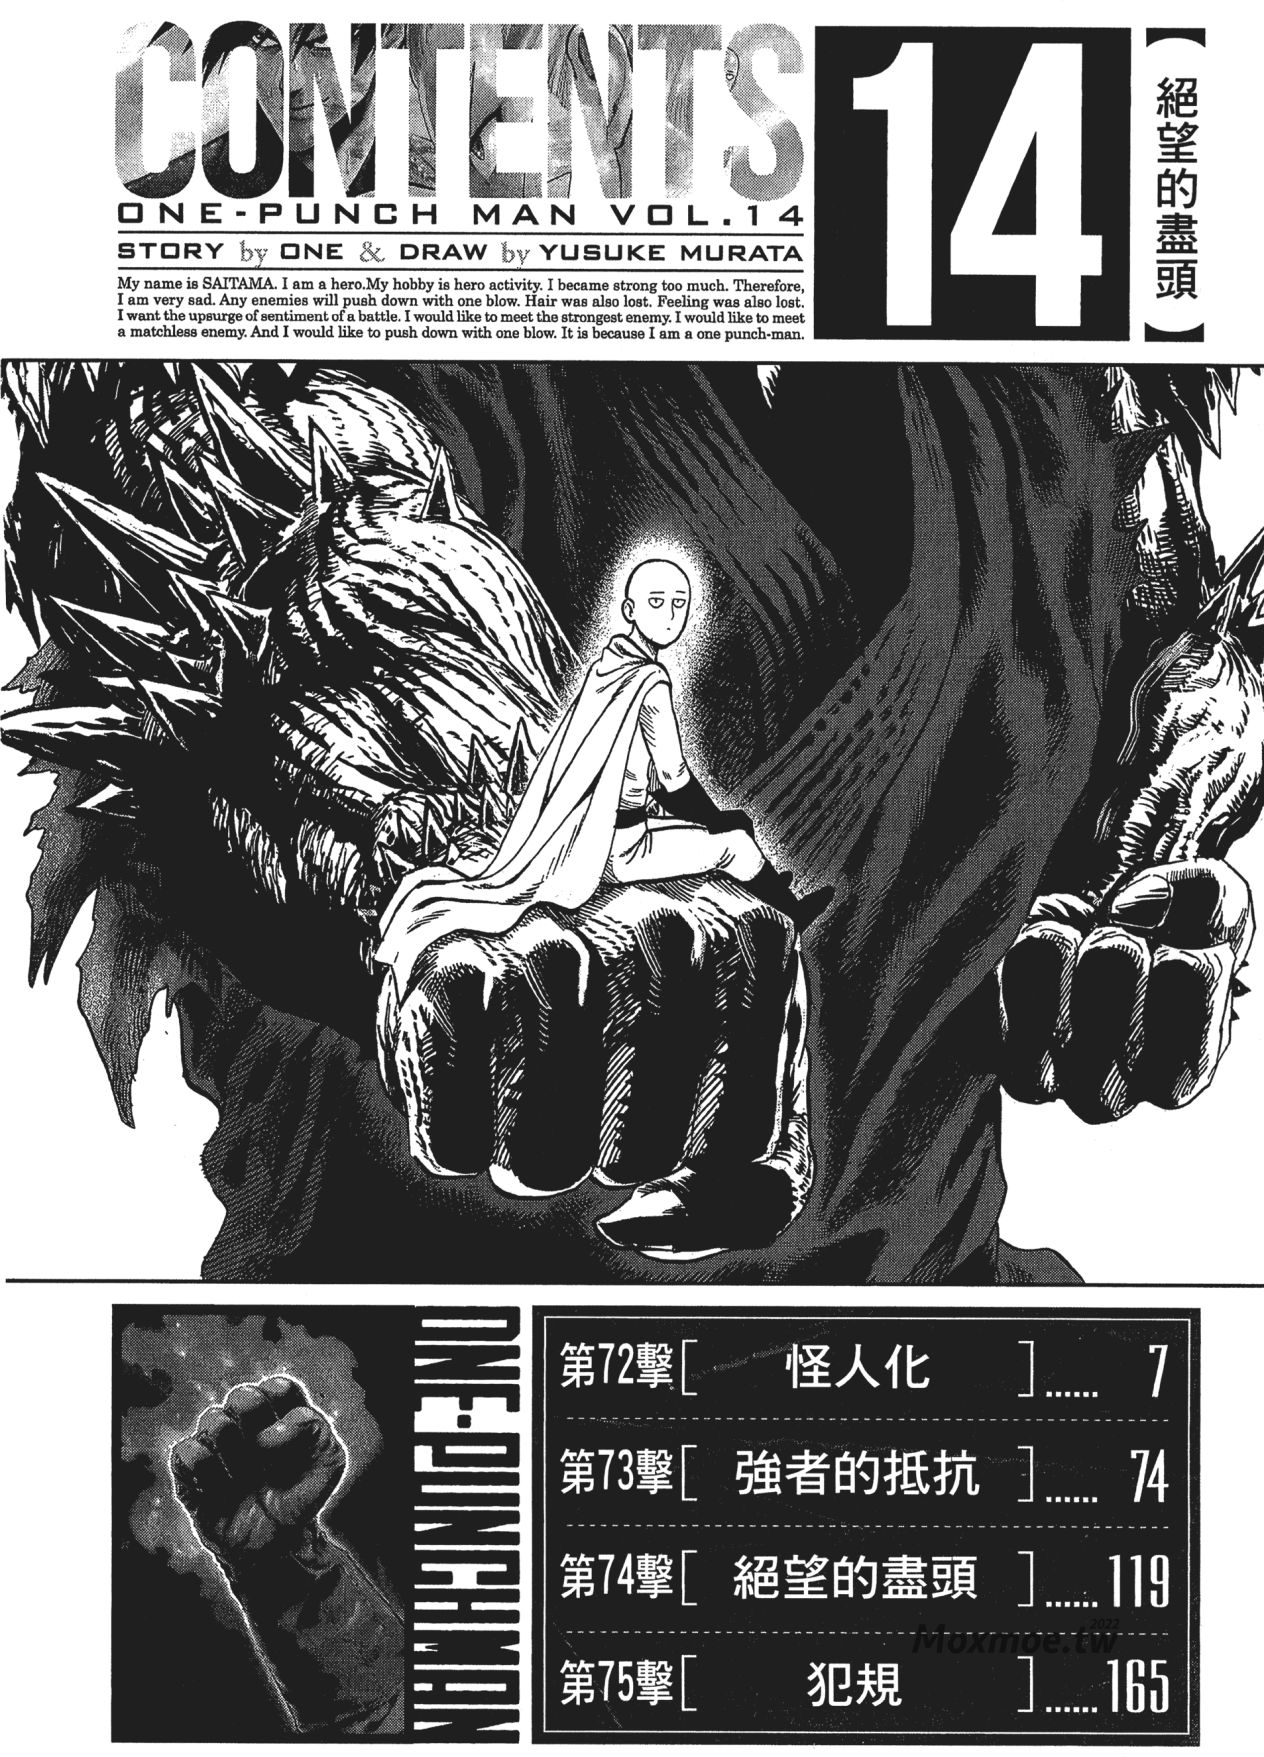 CONTENTS
ONE-PUNCH MAN VOL.14
STORY by ONE & DRAW by YUSUKE MURATA
My name is SAITAMA. I am a hero.My hobby is hero activity. I became strong too much. Therefore,
I am very sad. Any enemies will push down with one blow. Hair was also lost. Feeling was also lost.
I want the upsurge of sentiment of a battle. I would like to meet the strongest enemy. I would like to meet
a matchless enemy. And I would like to push down with one blow. It is because I am a one punch-man.
14
【絕望的盡頭】
ONE-PUNCH MAN
第72擊[怪人化]......7
第73擊[強者的抵抗]......74
第74擊[絕望的盡頭]......119
第75擊[犯規]......165
2022
Moxmoe.tw